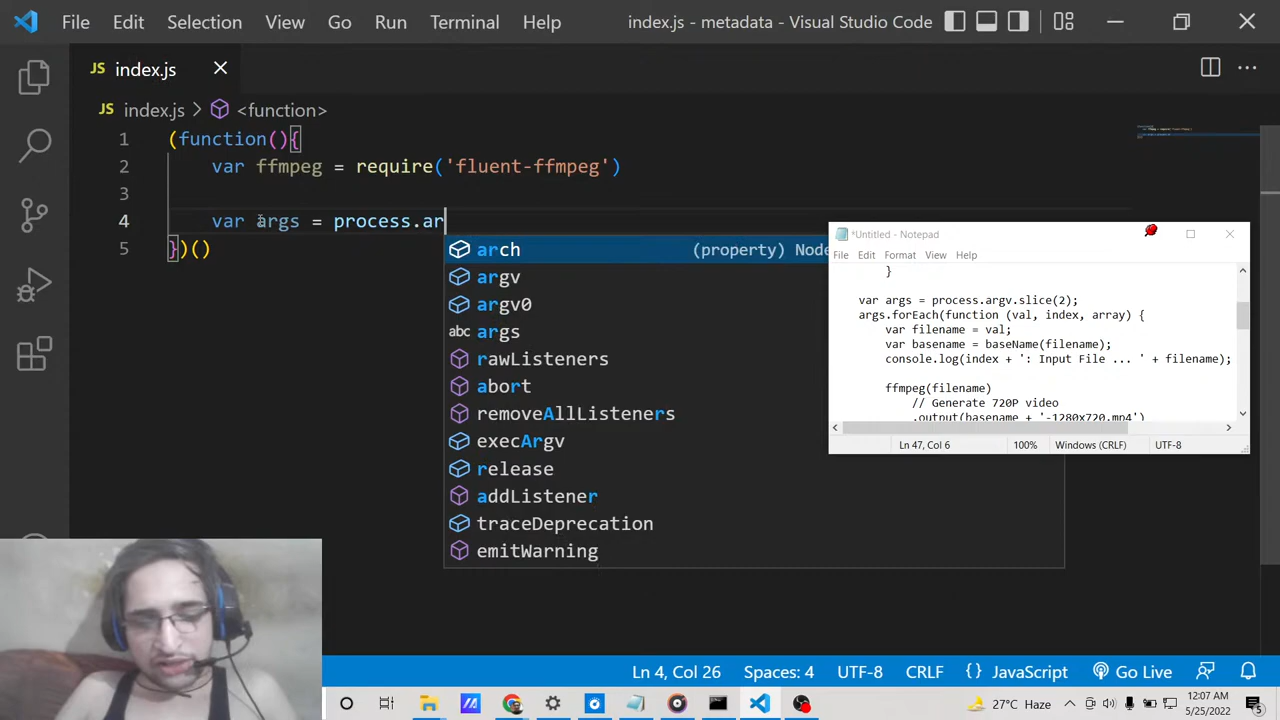 File Edit Selection View Go Run Terminal Help index.js - metadata - Visual Studio Code
JS index.js
JS index.js > <function>
1 (function(){
2 var ffmpeg = require('fluent-ffmpeg')
3
4 var args = process.ar
5 })()
arch (property) Node
argv
argv0
abc args
rawListeners
abort
removeAllListeners
execArgv
release
addListener
traceDeprecation
emitWarning
*Untitled - Notepad
File Edit Format View Help
}
var args = process.argv.slice(2);
args.forEach(function (val, index, array) {
var filename = val;
var basename = baseName(filename);
console.log(index + ': Input File ... ' + filename);
ffmpeg(filename)
// Generate 720P video
.output(basename + '-1280x720.mp4')
Ln 47, Col 6 100% Windows (CRLF) UTF-8
Ln 4, Col 26 Spaces: 4 UTF-8 CRLF {} JavaScript Go Live
27°C Haze 12:07 AM
5/25/2022 5